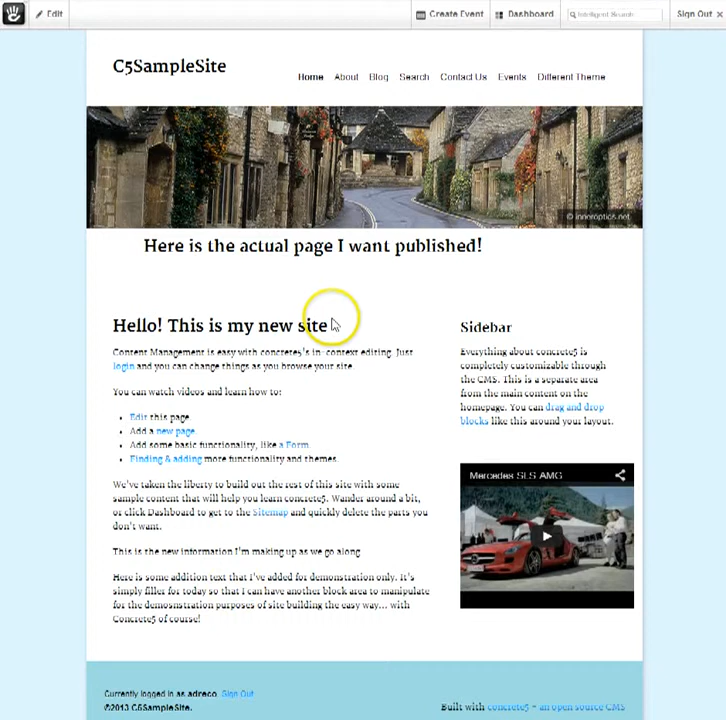 Edit Create Event Dashboard Intelligent Search Sign Out
C5SampleSite
Home About Blog Search Contact Us Events Different Theme
© inneroptics.net
Here is the actual page I want published!
Hello! This is my new site
Content Management is easy with concrete5's in-context editing. Just
login and you can change things as you browse your site.
You can watch videos and learn how to:
Edit this page.
Add a new page.
Add some basic functionality, like a Form.
Finding & adding more functionality and themes.
We've taken the liberty to build out the rest of this site with some
sample content that will help you learn concrete5. Wander around a bit,
or click Dashboard to get to the Sitemap and quickly delete the parts you
don't want.
This is the new information I'm making up as we go along.
Here is some addition text that I've added for demonstration only. It's
simply filler for today so that I can have another block area to manipulate
for the demosnstration purposes of site building the easy way... with
Concrete5 of course!
Sidebar
Everything about concrete5 is
completely customizable through
the CMS. This is a separate area
from the main content on the
homepage. You can drag and drop
blocks like this around your layout.
Mercedes SLS AMG
Currently logged in as adreco. Sign Out
©2013 C5SampleSite.
Built with concrete5 - an open source CMS